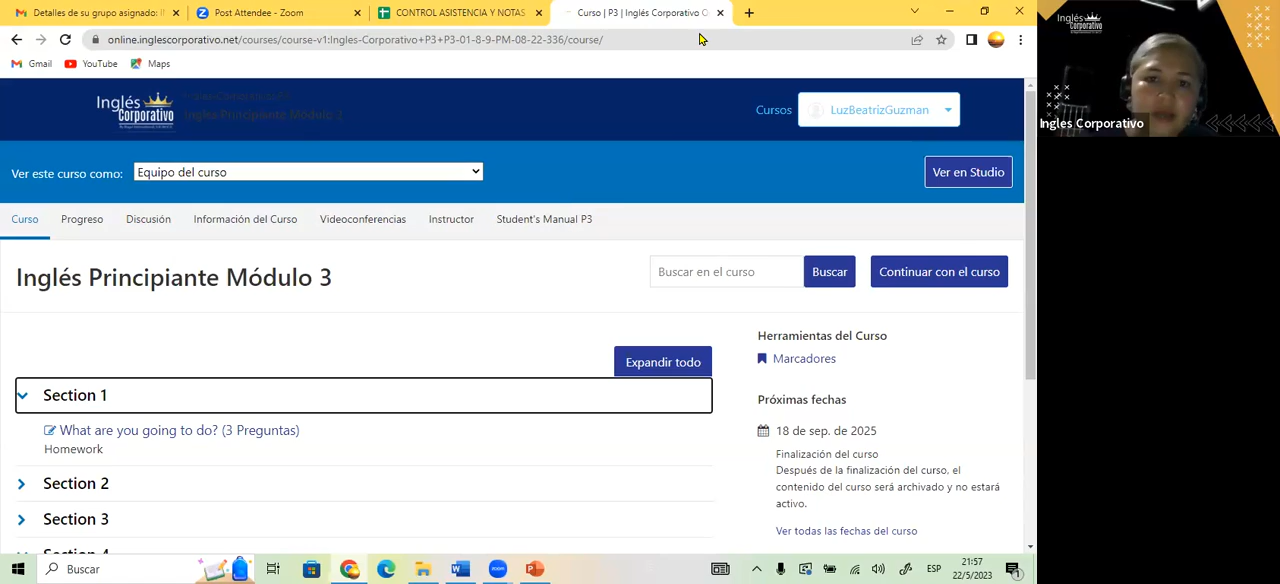 Detalles de su grupo asignado: I
Post Attendee - Zoom
CONTROL ASISTENCIA Y NOTAS
Curso | P3 | Inglés Corporativo O
online.inglescorporativo.net/courses/course-v1:Ingles-Corporativo+P3+P3-01-8-9-PM-08-22-336/course/
Gmail
YouTube
Maps
Inglés
Corporativo
Inglés Principiante Módulo 3
Cursos
LuzBeatrizGuzman
Ver este curso como:
Equipo del curso
Ver en Studio
Curso
Progreso
Discusión
Información del Curso
Videoconferencias
Instructor
Student's Manual P3
Inglés Principiante Módulo 3
Buscar en el curso
Buscar
Continuar con el curso
Expandir todo
Section 1
What are you going to do? (3 Preguntas)
Homework
Section 2
Section 3
Section 4
Herramientas del Curso
Marcadores
Próximas fechas
18 de sep. de 2025
Finalización del curso
Después de la finalización del curso, el
contenido del curso será archivado y no estará
activo.
Ver todas las fechas del curso
Buscar
ESP
21:57
22/5/2023
1
Inglés
Corporativo
Ingles Corporativo